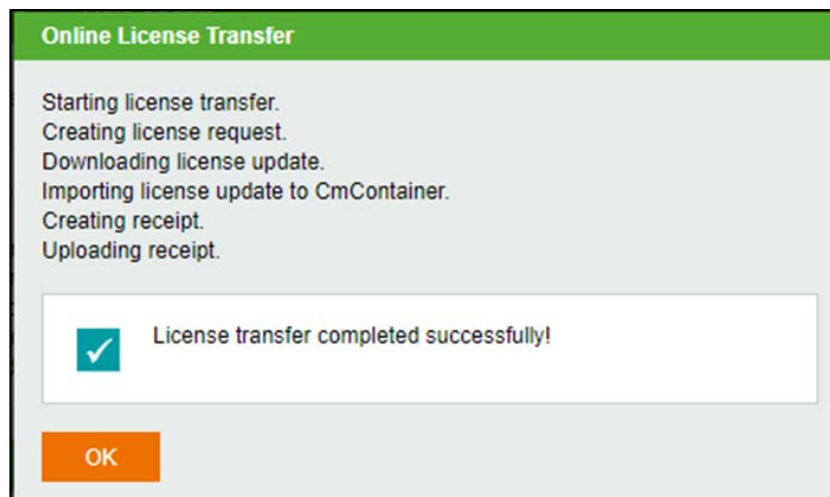 Online License Transfer
Starting license transfer.
Creating license request.
Downloading license update.
Importing license update to CmContainer.
Creating receipt.
Uploading receipt.
License transfer completed successfully!
OK